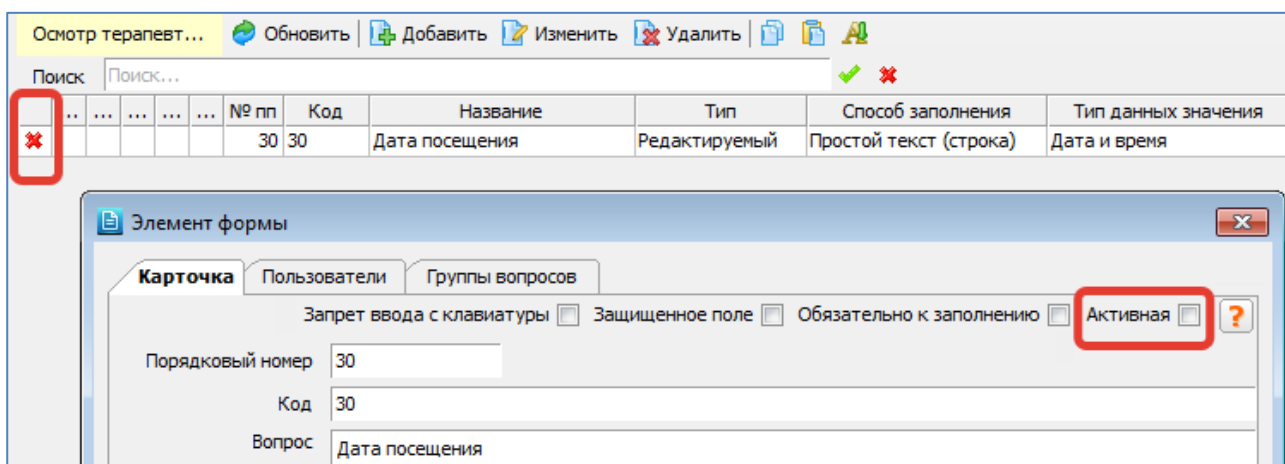 Осмотр терапевт... Обновить Добавить Изменить Удалить
Поиск Поиск...
... ... ... ... ... № пп Код Название Тип Способ заполнения Тип данных значения
30 30 Дата посещения Редактируемый Простой текст (строка) Дата и время
Элемент формы
Карточка Пользователи Группы вопросов
Запрет ввода с клавиатуры Защищенное поле Обязательно к заполнению Активная ?
Порядковый номер 30
Код 30
Вопрос Дата посещения